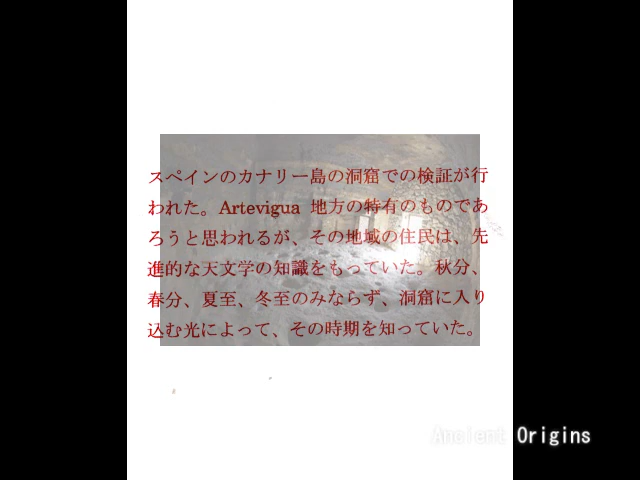 スペインのカナリー島の洞窟での検証が行
われた。Artevigua 地方の特有のものであ
ろうと思われるが、その地域の住民は、先
進的な天文学の知識をもっていた。秋分、
春分、夏至、冬至のみならず、洞窟に入り
込む光によって、その時期を知っていた。
Ancient Origins